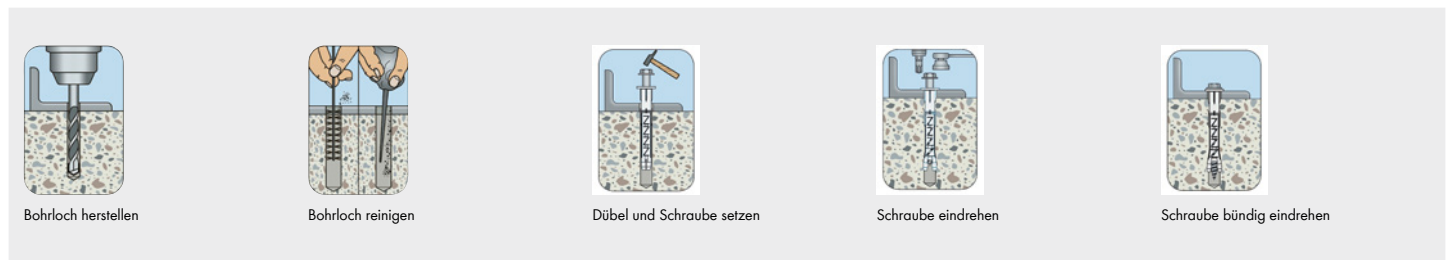 Bohrloch herstellen
Bohrloch reinigen
Dübel und Schraube setzen
Schraube eindrehen
Schraube bündig eindrehen